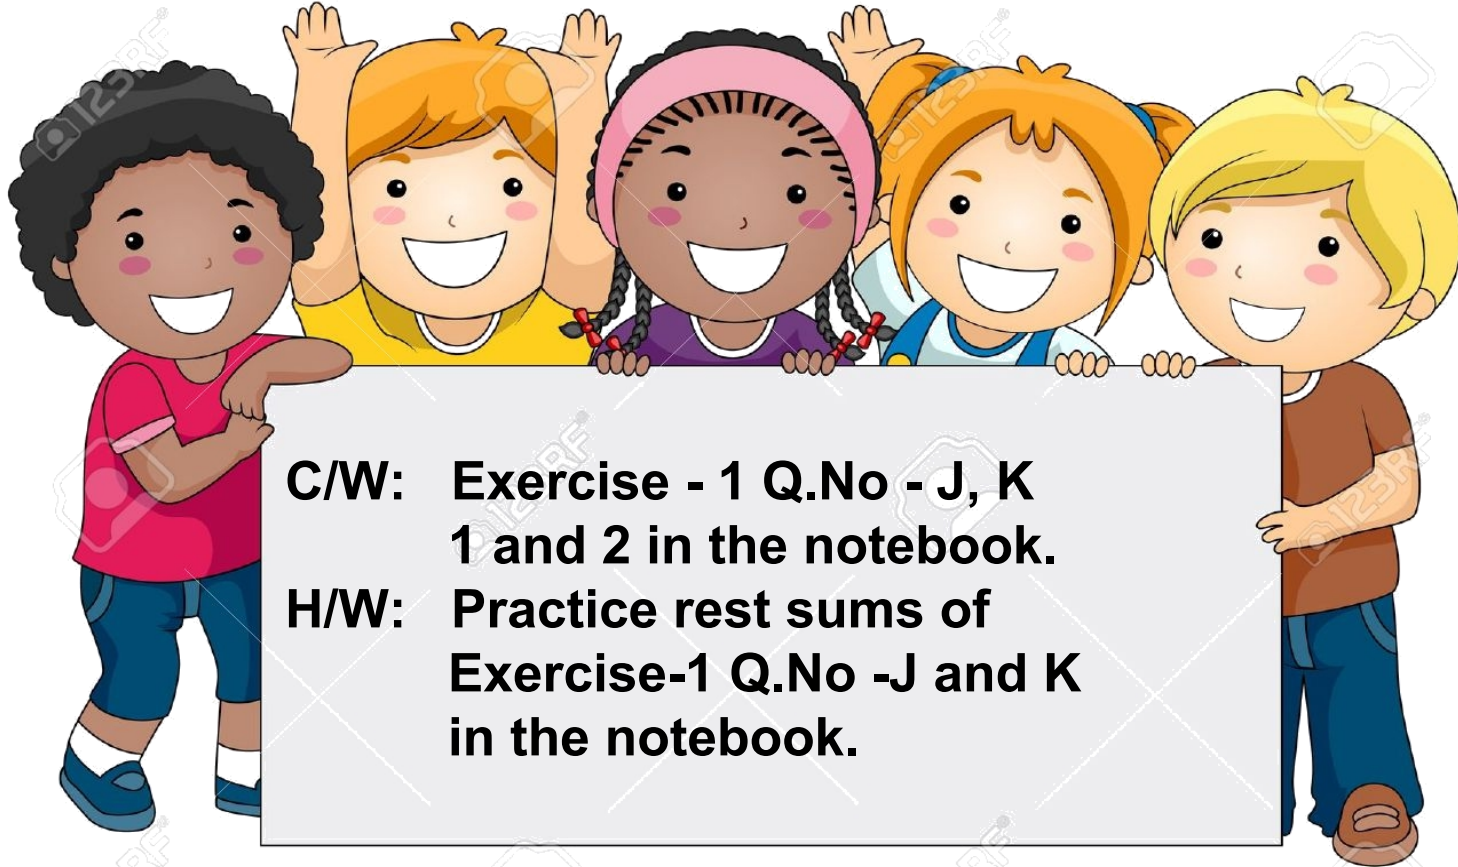 C/W: Exercise - 1 Q.No - J, K
1 and 2 in the notebook.
H/W: Practice rest sums of
Exercise-1 Q.No -J and K
in the notebook.
123RF